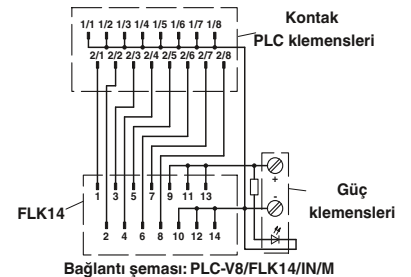 Kontak
PLC klemensleri
1/1 1/2 1/3 1/4 1/5 1/6 1/7 1/8
2/1 2/2 2/3 2/4 2/5 2/6 2/7 2/8
1 3 5 7 9 11 13
+
-
FLK14
2 4 6 8 10 12 14
Güç
klemensleri
Bağlantı şeması: PLC-V8/FLK14/IN/M